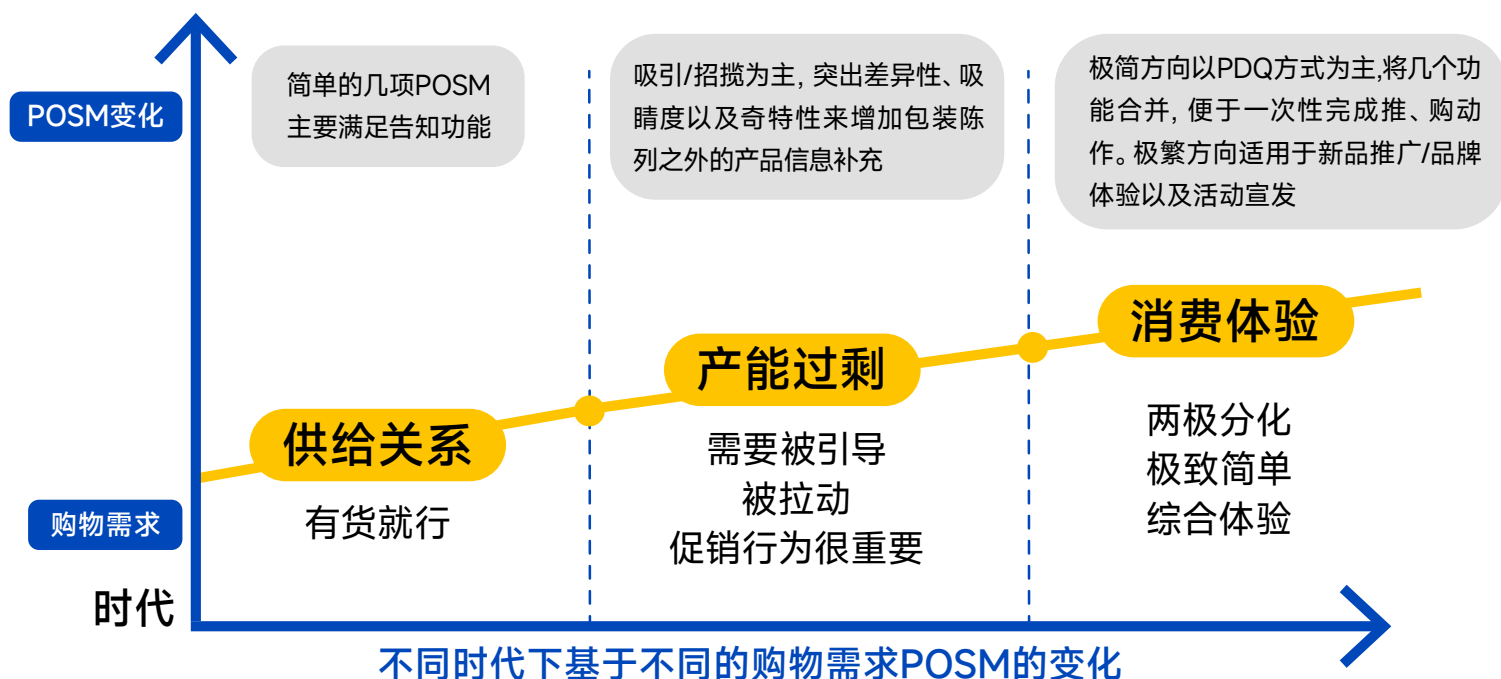 POSM变化
简单的几项POSM
主要满足告知功能
吸引/招揽为主, 突出差异性、吸
睛度以及奇特性来增加包装陈
列之外的产品信息补充
极简方向以PDQ方式为主,将几个功
能合并, 便于一次性完成推、购动
作。极繁方向适用于新品推广/品牌
体验以及活动宣发
供给关系
产能过剩
消费体验
购物需求
有货就行
需要被引导
被拉动
促销行为很重要
两极分化
极致简单
综合体验
时代
不同时代下基于不同的购物需求POSM的变化